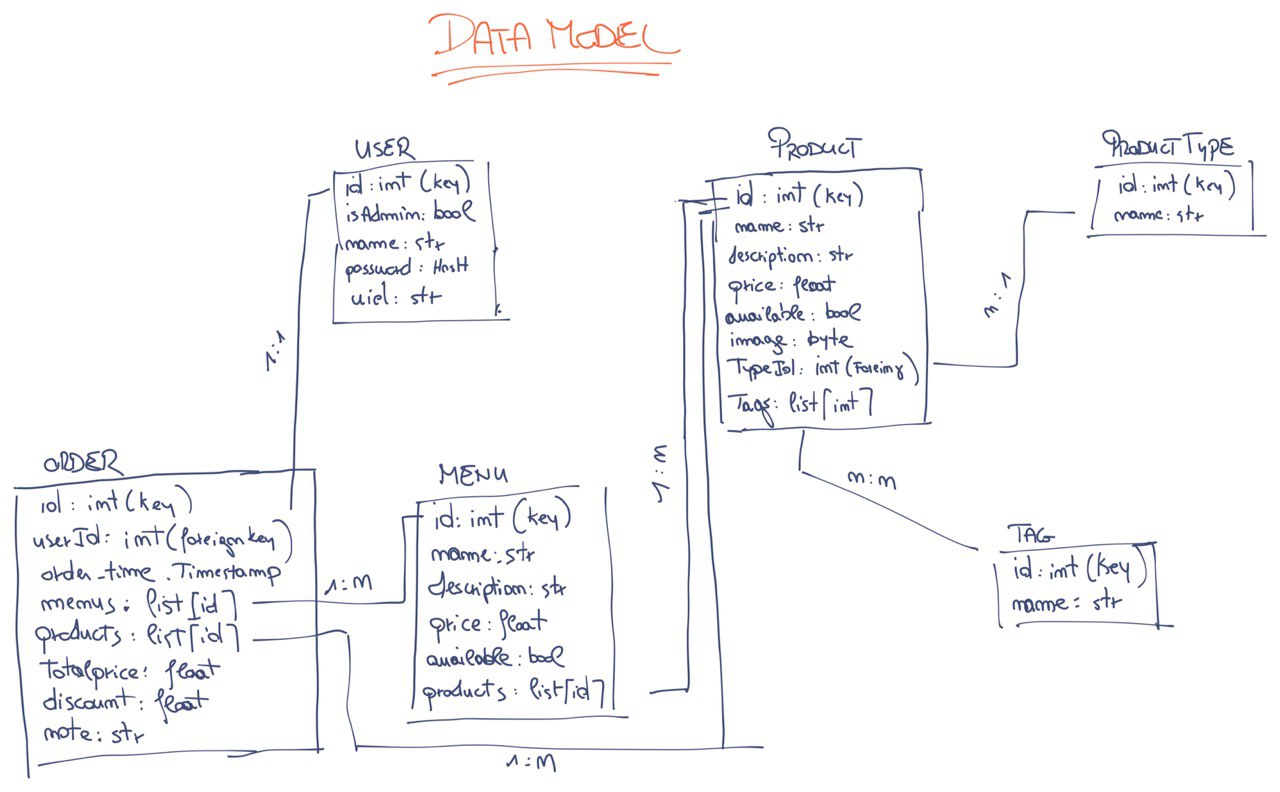 DATA MODEL
USER
id: int (key)
isAdmin: bool
name: str
password: HASH
uid: str
1:1
PRODUCT
id: int (key)
name: str
description: str
price: float
available: bool
image: byte
TypeId: int (Foreing)
Tags: list[int]
PRODUCT TYPE
id: int (key)
name: str
n:1
n:m
TAG
id: int (key)
name: str
ORDER
id: int (key)
userId: int (foreign key)
order_time.Timestamp
menus: list[id]
products: list[id]
Totalprice: float
discount: float
note: str
1:M
MENU
id: int (key)
name: str
description: str
price: float
available: bool
products: list[id]
1:m
1:M